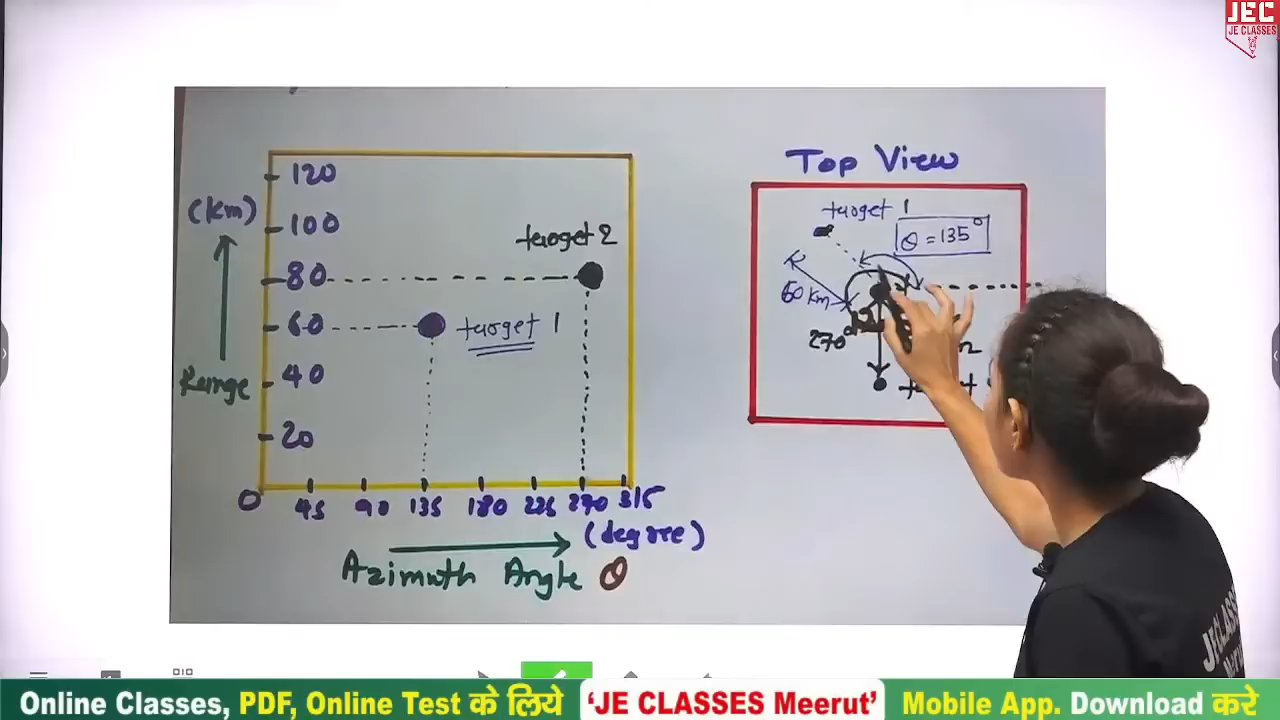 JEC
JE CLASSES
Top View
120
(Km)
100
80
60
40
20
Range
target 2
target 1
0 45 90 135 180 225 270 315
(degree)
Azimuth Angle θ
target 1
θ = 135°
60 km
270°
JE CLASSES
Online Classes, PDF, Online Test के लिये 'JE CLASSES Meerut' Mobile App. Download करे